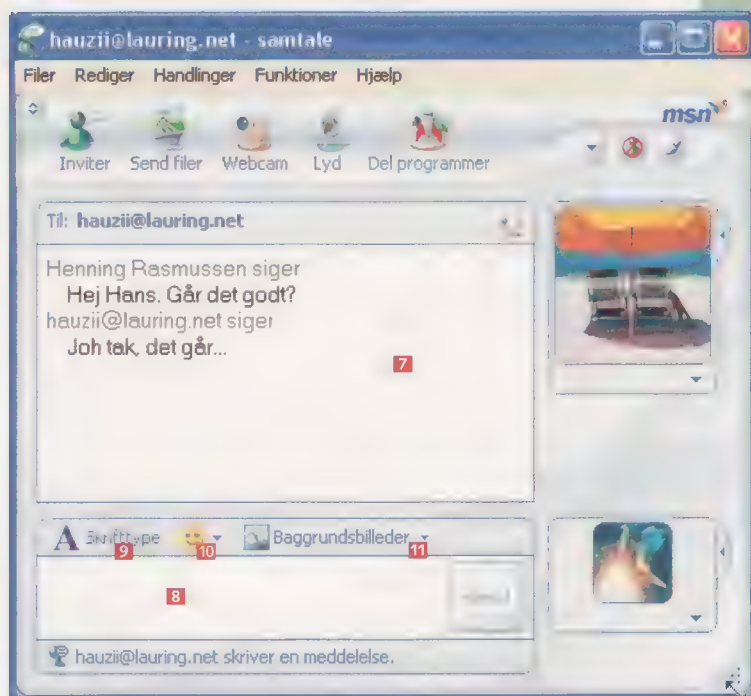 hauzii@lauring.net - samtale
Filer Rediger Handlinger Funktioner Hjælp
msn
Inviter Send filer Webcam Lyd Del programmer
Til: hauzii@lauring.net
Henning Rasmussen siger
Hej Hans. Går det godt?
hauzii@lauring.net siger
Joh tak, det går...
7
A Skrifttype Baggrundsbilleder
9 10 11
8
hauzii@lauring.net skriver en meddelelse.